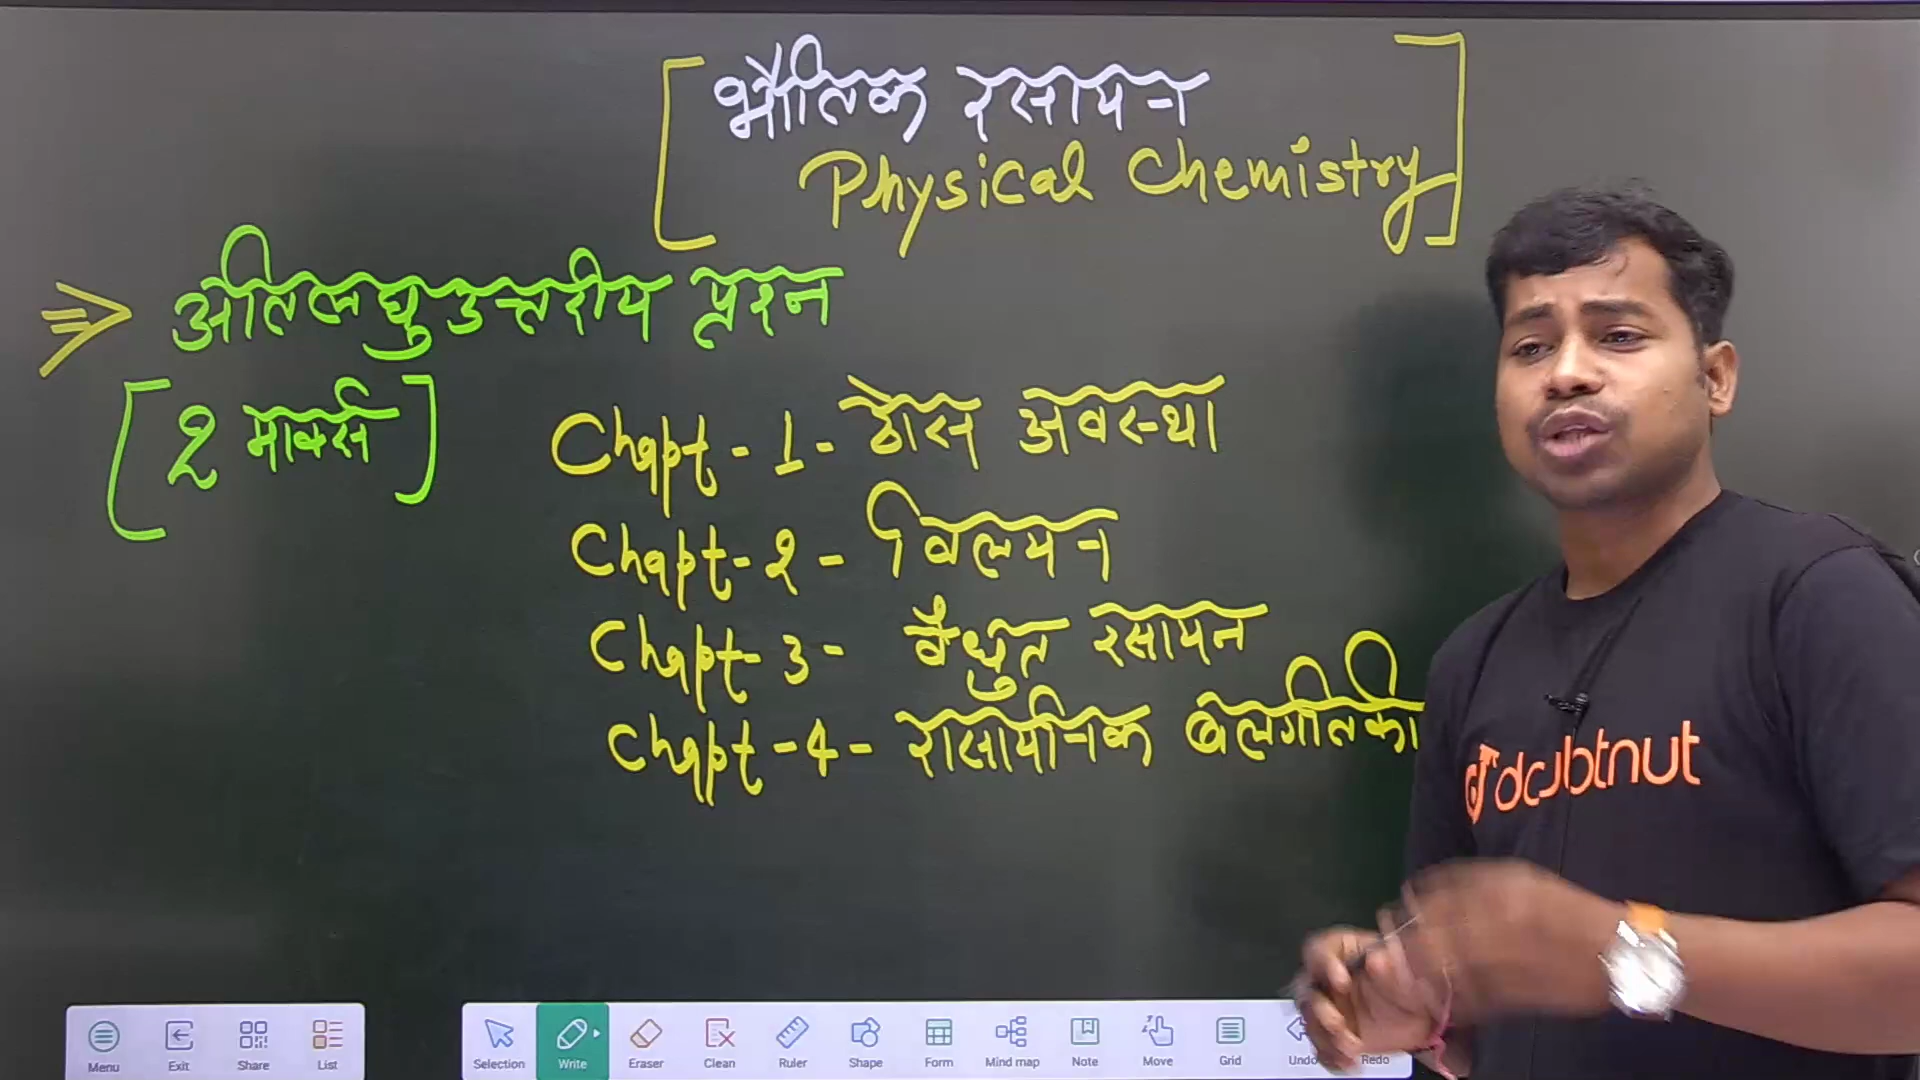 [भौतिक रसायन
Physical Chemistry]
⇒ अतिलघुउत्तरीय प्रश्न
[2 मार्क्स]
Chapt - 1 - ठोस अवस्था
Chapt - 2 - विलयन
Chapt - 3 - वैधुत रसायन
Chapt - 4 - रासायनिक बलगतिकी
doubtnut
Menu Exit Share List Selection Write Eraser Clean Ruler Shape Form Mind map Note Move Grid Undo Redo